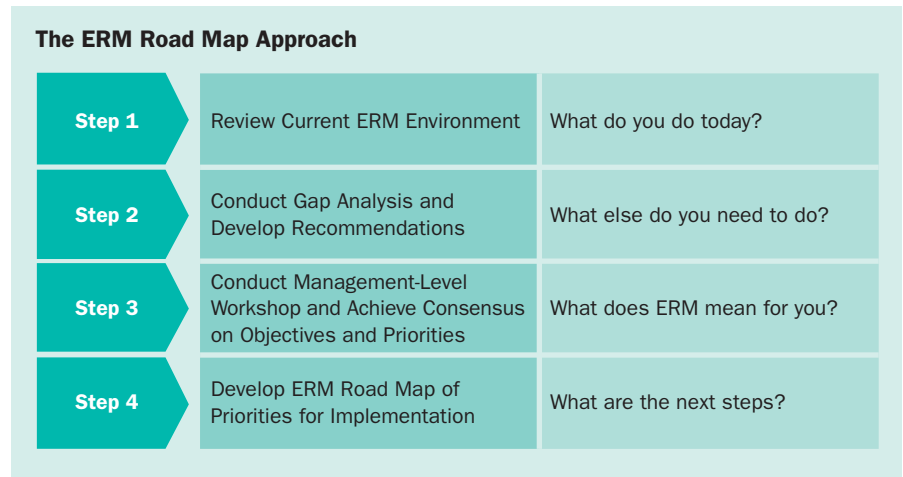 The ERM Road Map Approach
Step 1
Review Current ERM Environment
What do you do today?
Step 2
Conduct Gap Analysis and
Develop Recommendations
What else do you need to do?
Step 3
Conduct Management-Level
Workshop and Achieve Consensus
on Objectives and Priorities
What does ERM mean for you?
Step 4
Develop ERM Road Map of
Priorities for Implementation
What are the next steps?